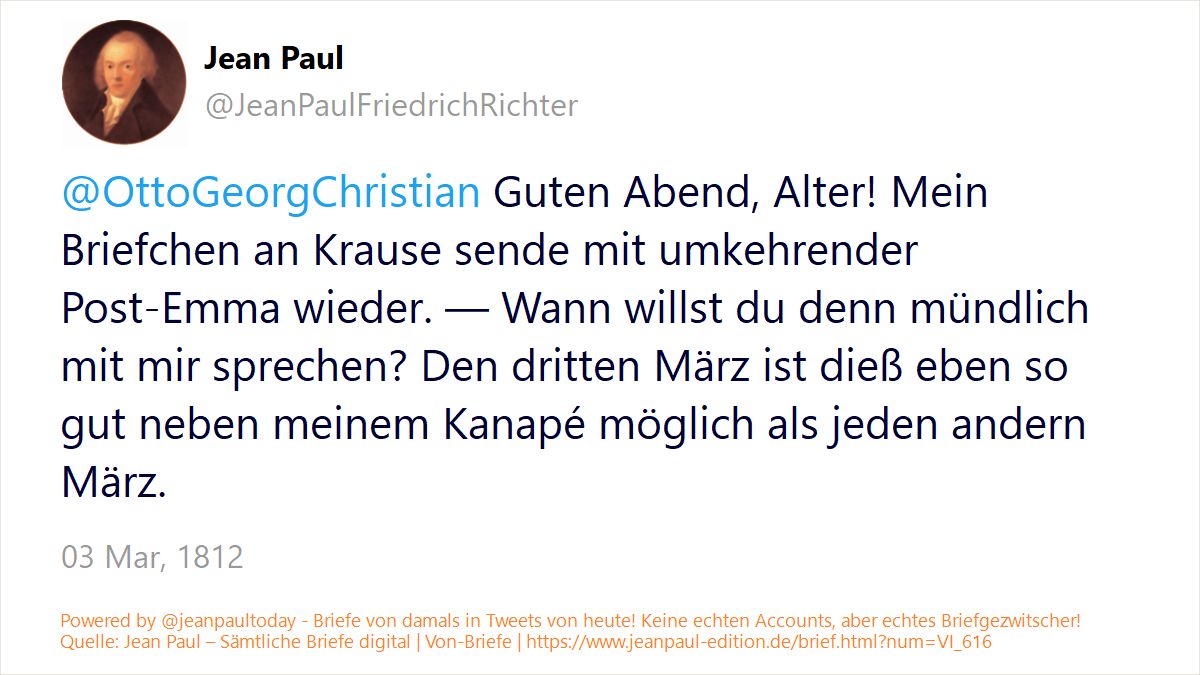 Jean Paul
@JeanPaulFriedrichRichter
@OttoGeorgChristian Guten Abend, Alter! Mein
Briefchen an Krause sende mit umkehrender
Post-Emma wieder. — Wann willst du denn mündlich
mit mir sprechen? Den dritten März ist dieß eben so
gut neben meinem Kanapé möglich als jeden andern
März.
03 Mar, 1812
Powered by @jeanpaultoday - Briefe von damals in Tweets von heute! Keine echten Accounts, aber echtes Briefgezwitscher!
Quelle: Jean Paul – Sämtliche Briefe digital | Von-Briefe | https://www.jeanpaul-edition.de/brief.html?num=VI_616